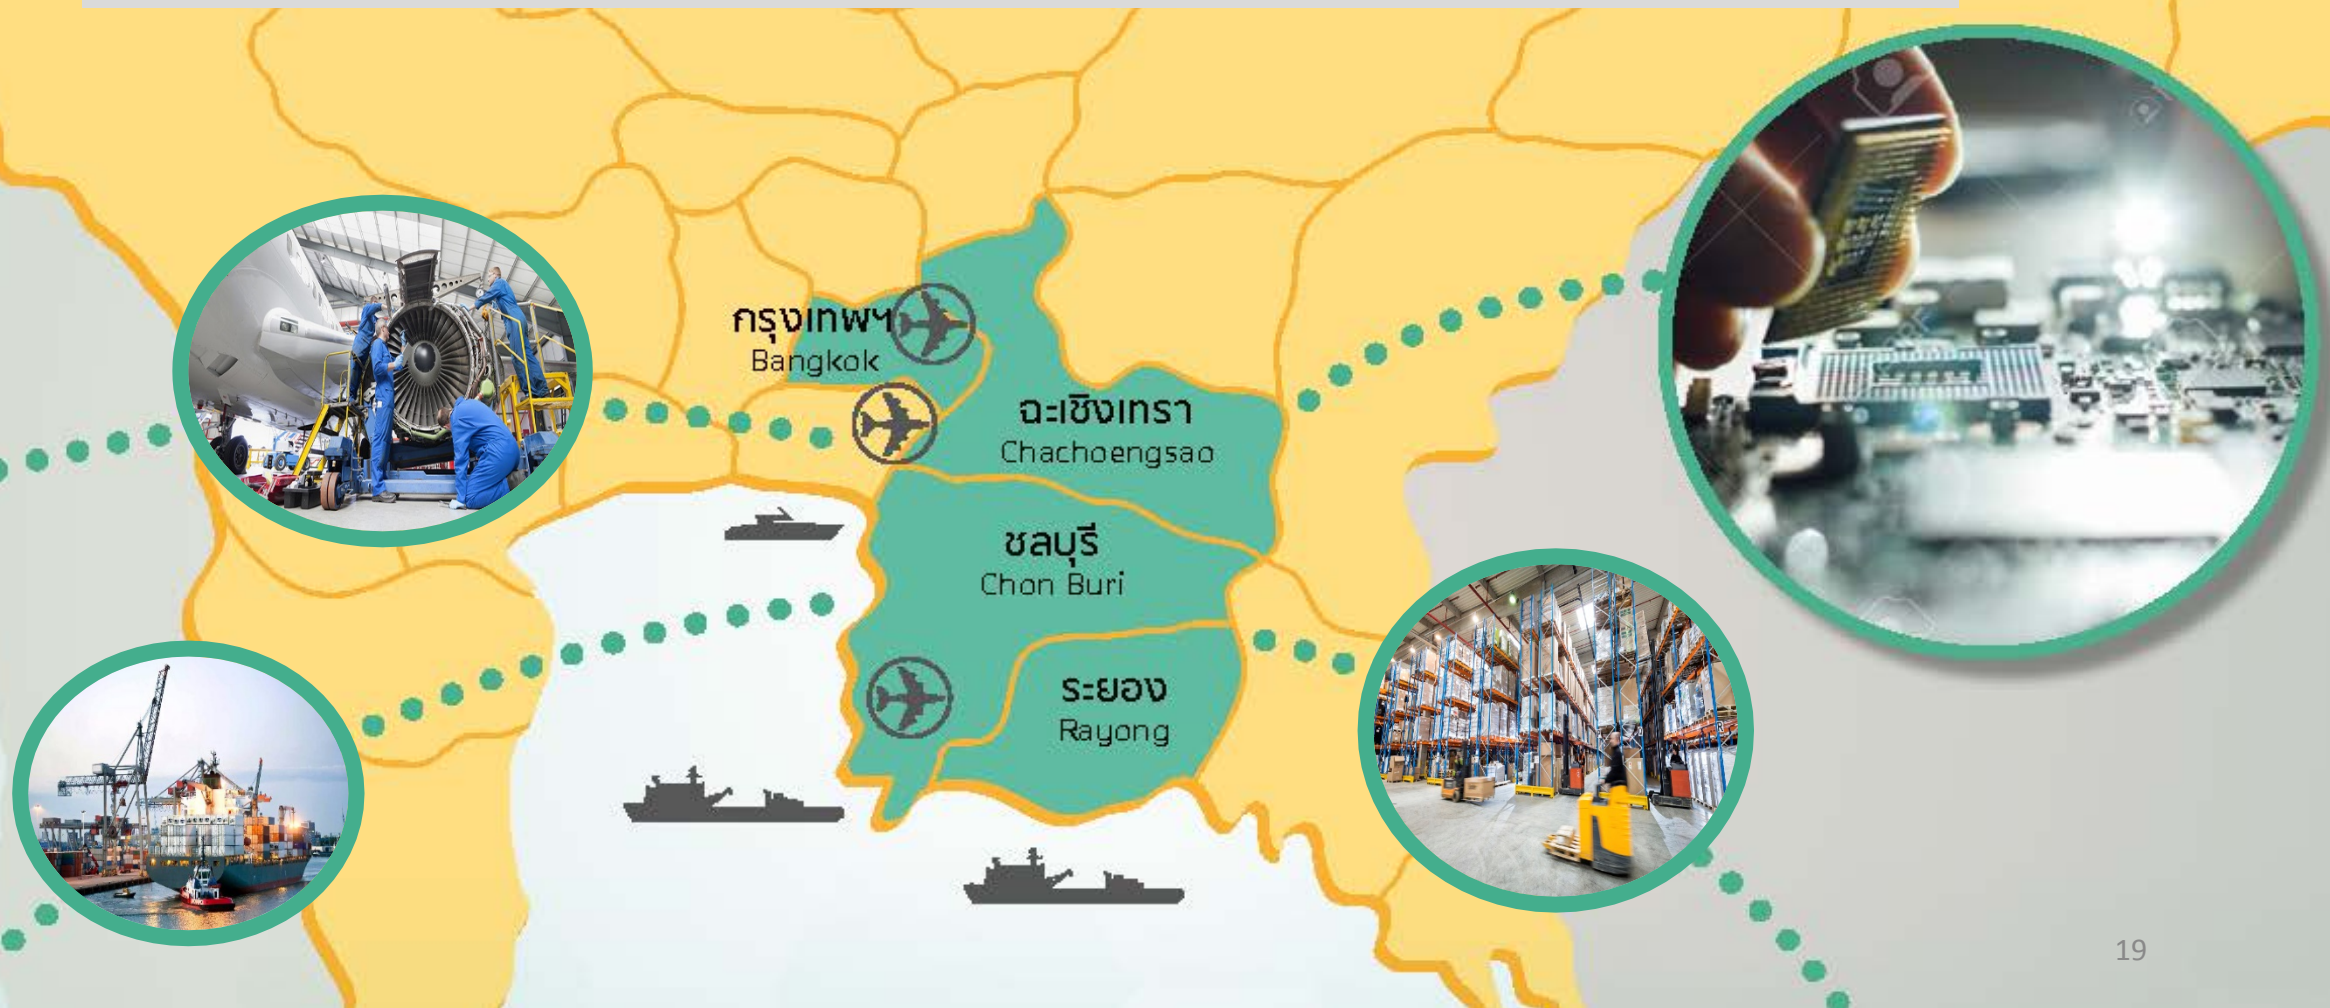 กรุงเทพฯ
Bangkok
ฉะเชิงเทรา
Chachoengsao
ชลบุรี
Chon Buri
ระยอง
Rayong
19